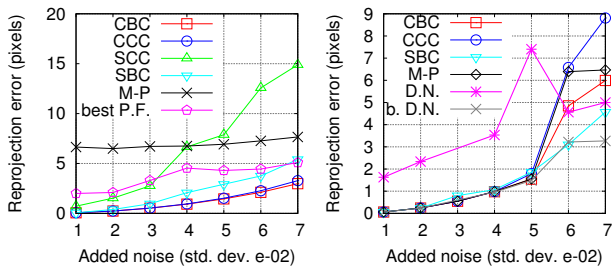 Reprojection error (pixels)
20
15
10
5
0
CBC
CCC
SCC
SBC
M-P
best P.F.
1 2 3 4 5 6 7
Added noise (std. dev. e-02)
Reprojection error (pixels)
9
8
7
6
5
4
3
2
1
0
CBC
CCC
SBC
M-P
D.N.
b. D.N.
1 2 3 4 5 6 7
Added noise (std. dev. e-02)